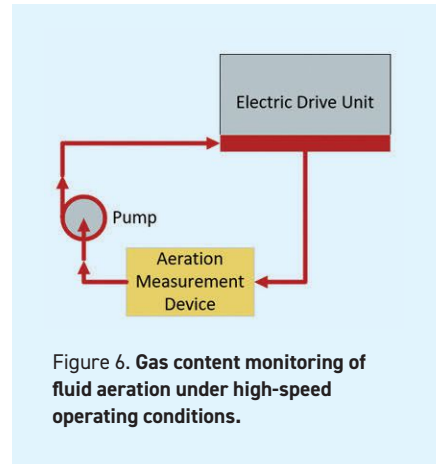 Electric Drive Unit
Pump
Aeration
Measurement
Device
Figure 6. Gas content monitoring of
fluid aeration under high-speed
operating conditions.